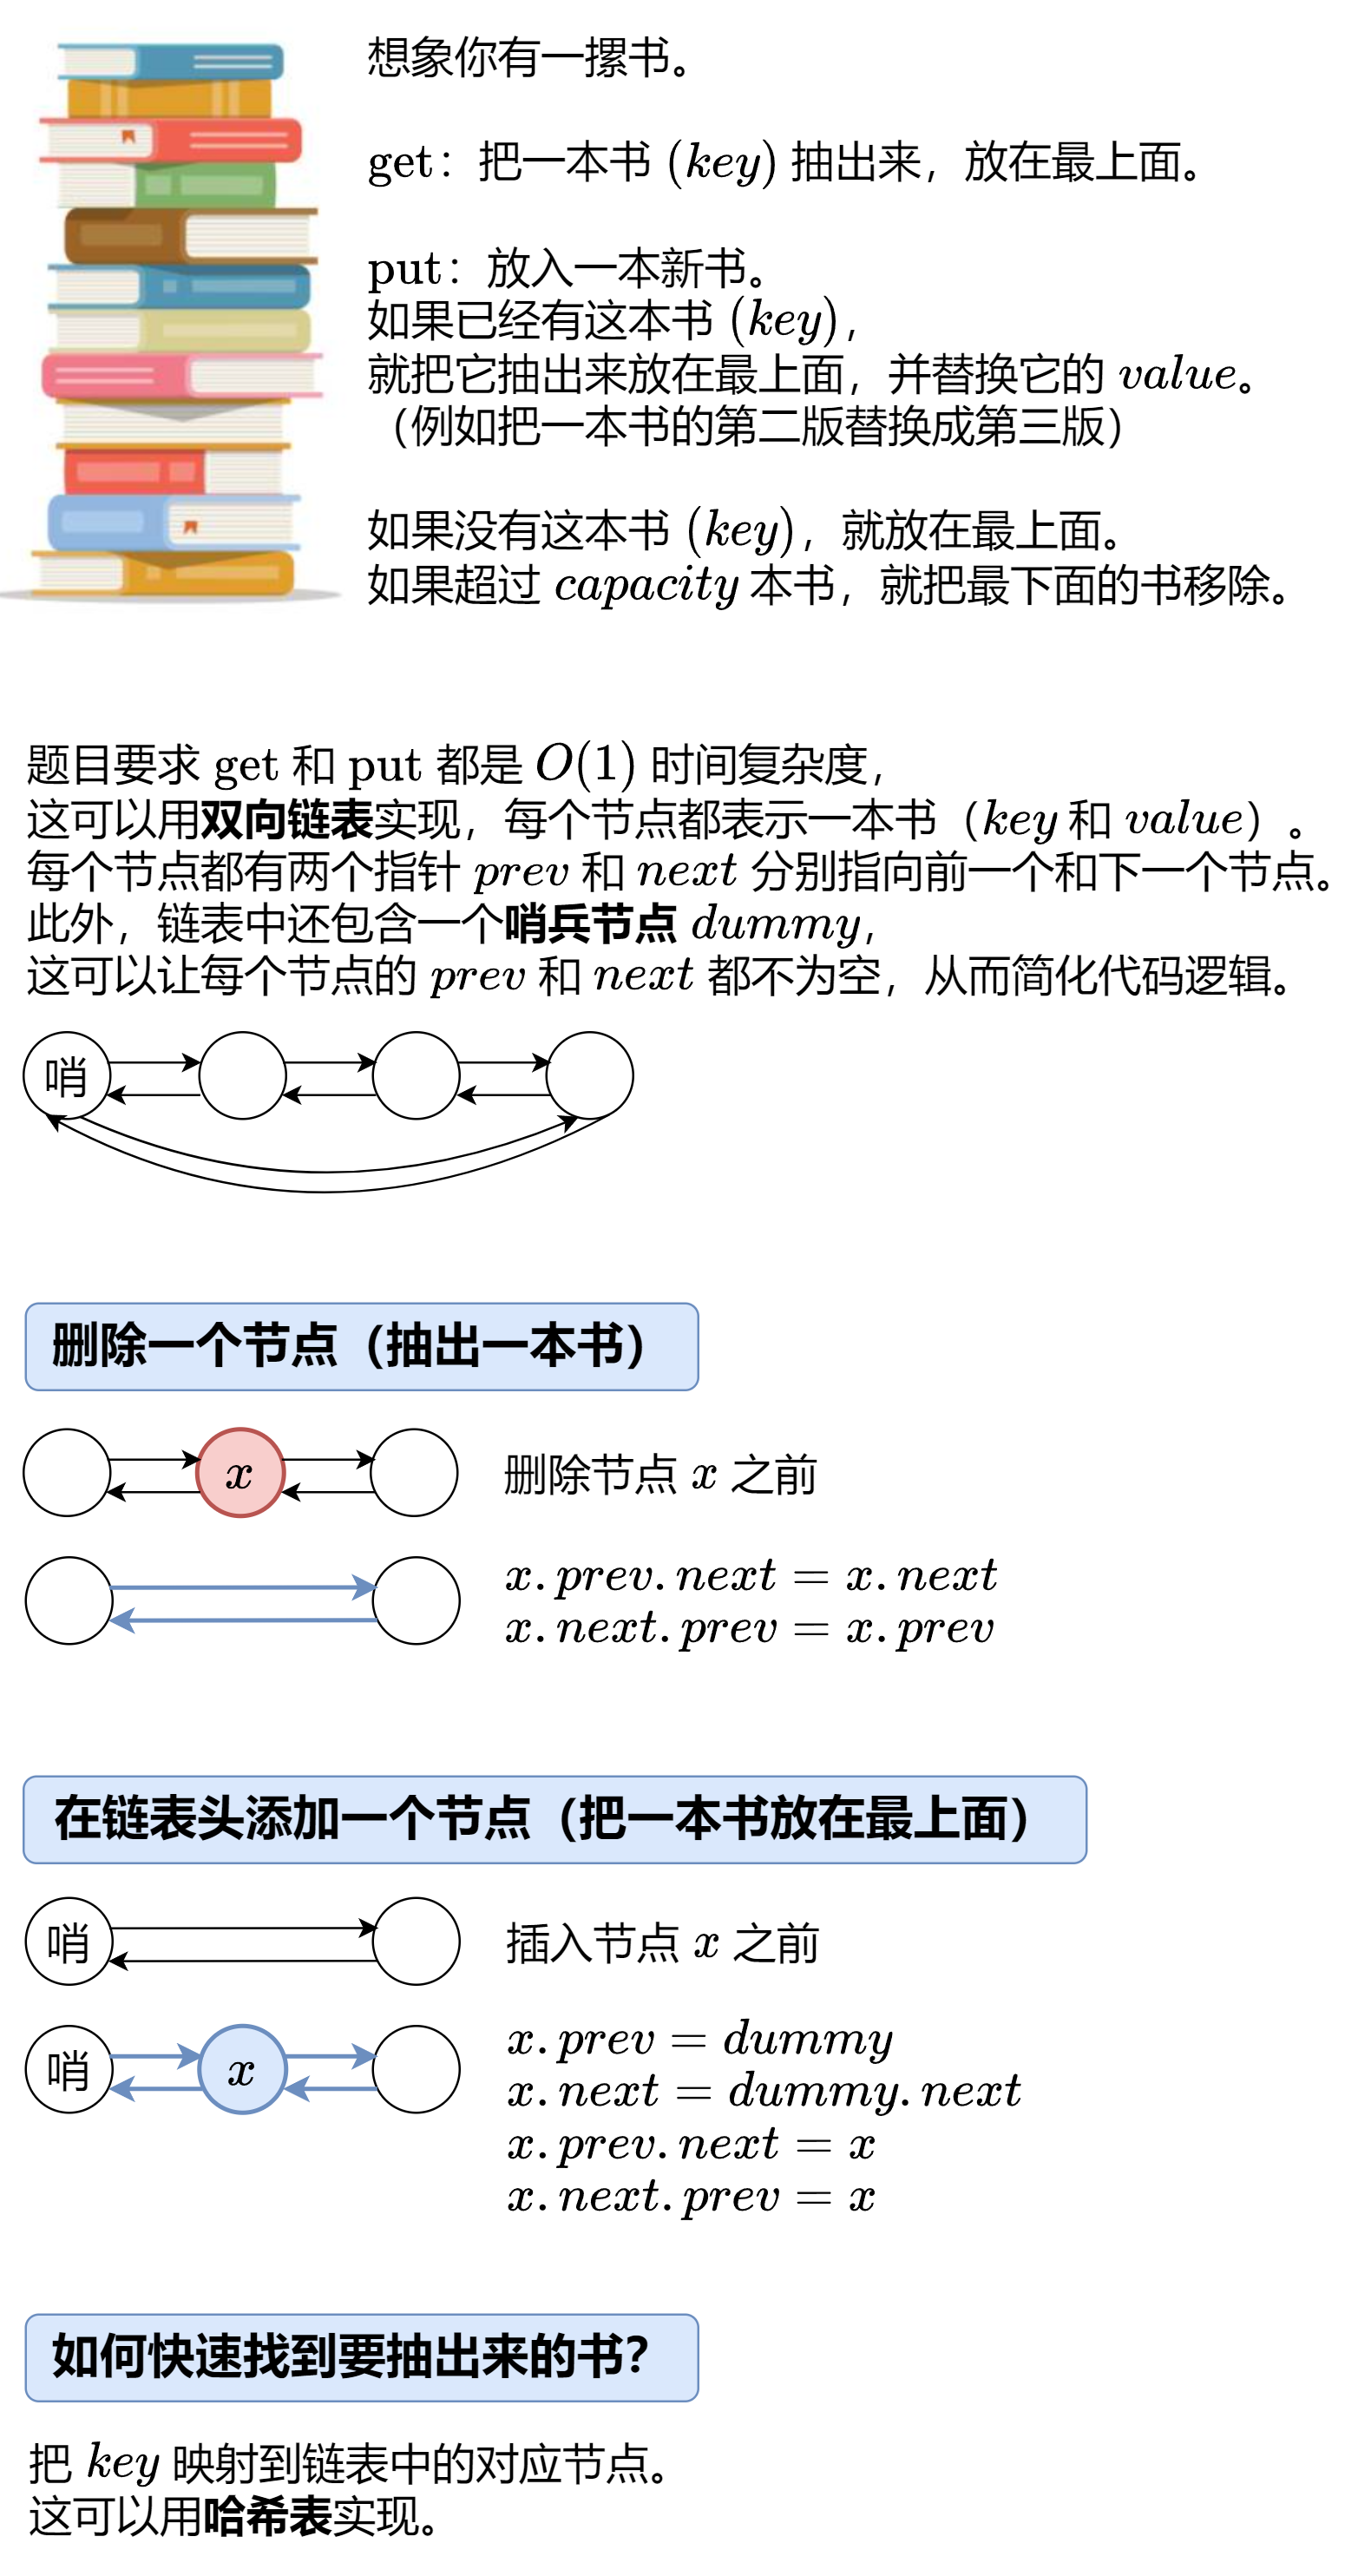 想象你有一摞书。
get：把一本书 (key) 抽出来，放在最上面。
put：放入一本新书。
如果已经有这本书 (key)，
就把它抽出来放在最上面，并替换它的 value。
（例如把一本书的第二版替换成第三版）
如果没有这本书 (key)，就放在最上面。
如果超过 capacity 本书，就把最下面的书移除。
题目要求 get 和 put 都是 O(1) 时间复杂度，
这可以用双向链表实现，每个节点都表示一本书（key 和 value）。
每个节点都有两个指针 prev 和 next 分别指向前一个和下一个节点。
此外，链表中还包含一个哨兵节点 dummy，
这可以让每个节点的 prev 和 next 都不为空，从而简化代码逻辑。
哨
删除一个节点（抽出一本书）
x
删除节点 x 之前
x.prev.next = x.next
x.next.prev = x.prev
在链表头添加一个节点（把一本书放在最上面）
哨
插入节点 x 之前
哨
x
x.prev = dummy
x.next = dummy.next
x.prev.next = x
x.next.prev = x
如何快速找到要抽出来的书？
把 key 映射到链表中的对应节点。
这可以用哈希表实现。